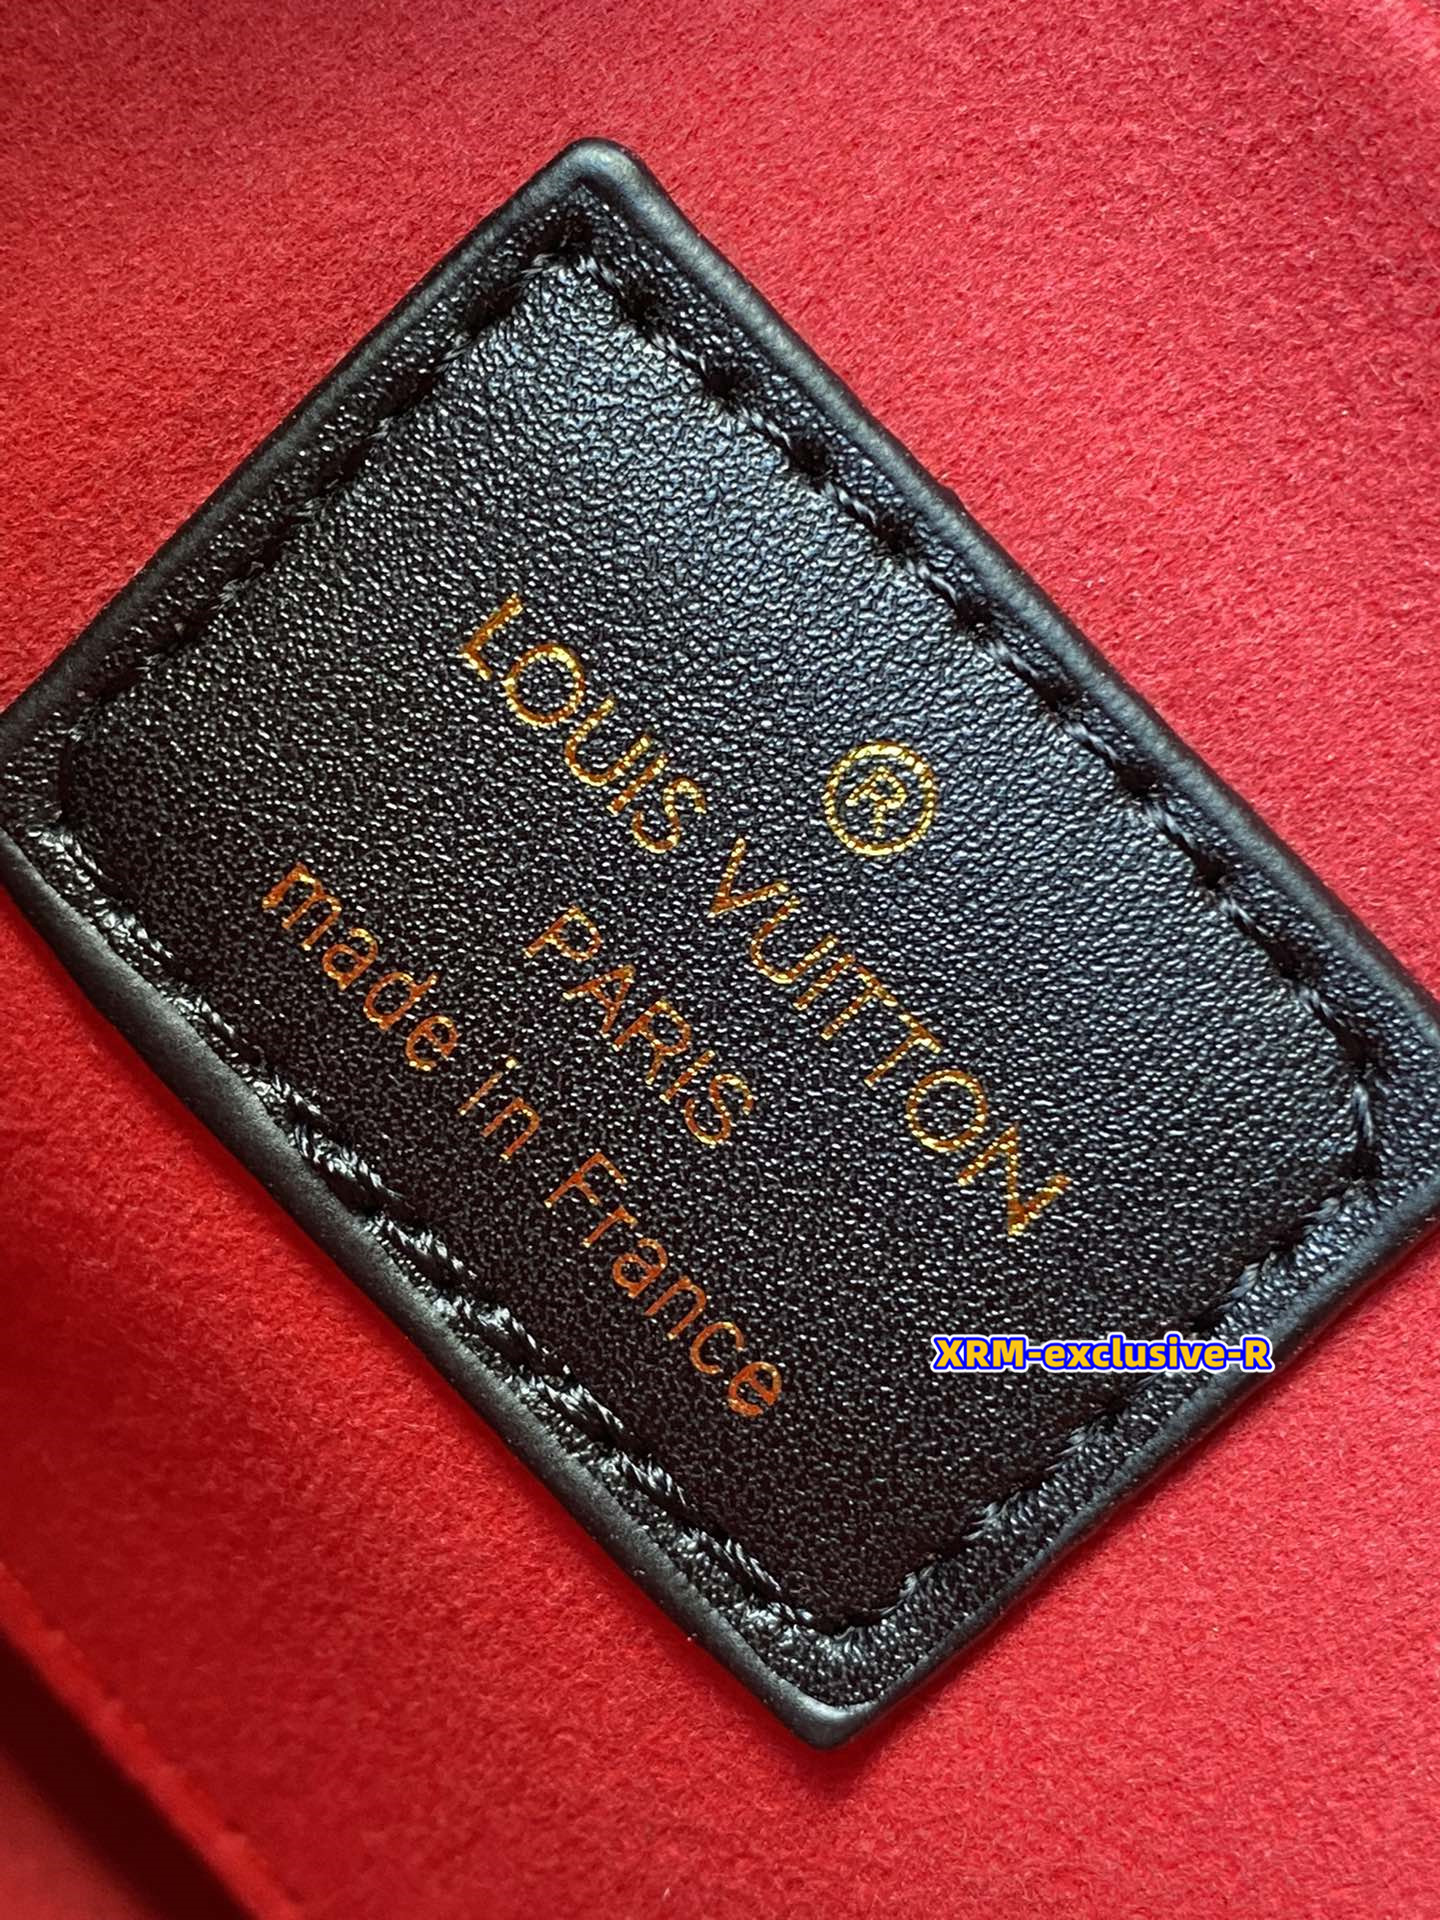 ®
LOUIS VUITTON
PARIS
made in France
XRM-exclusive-R